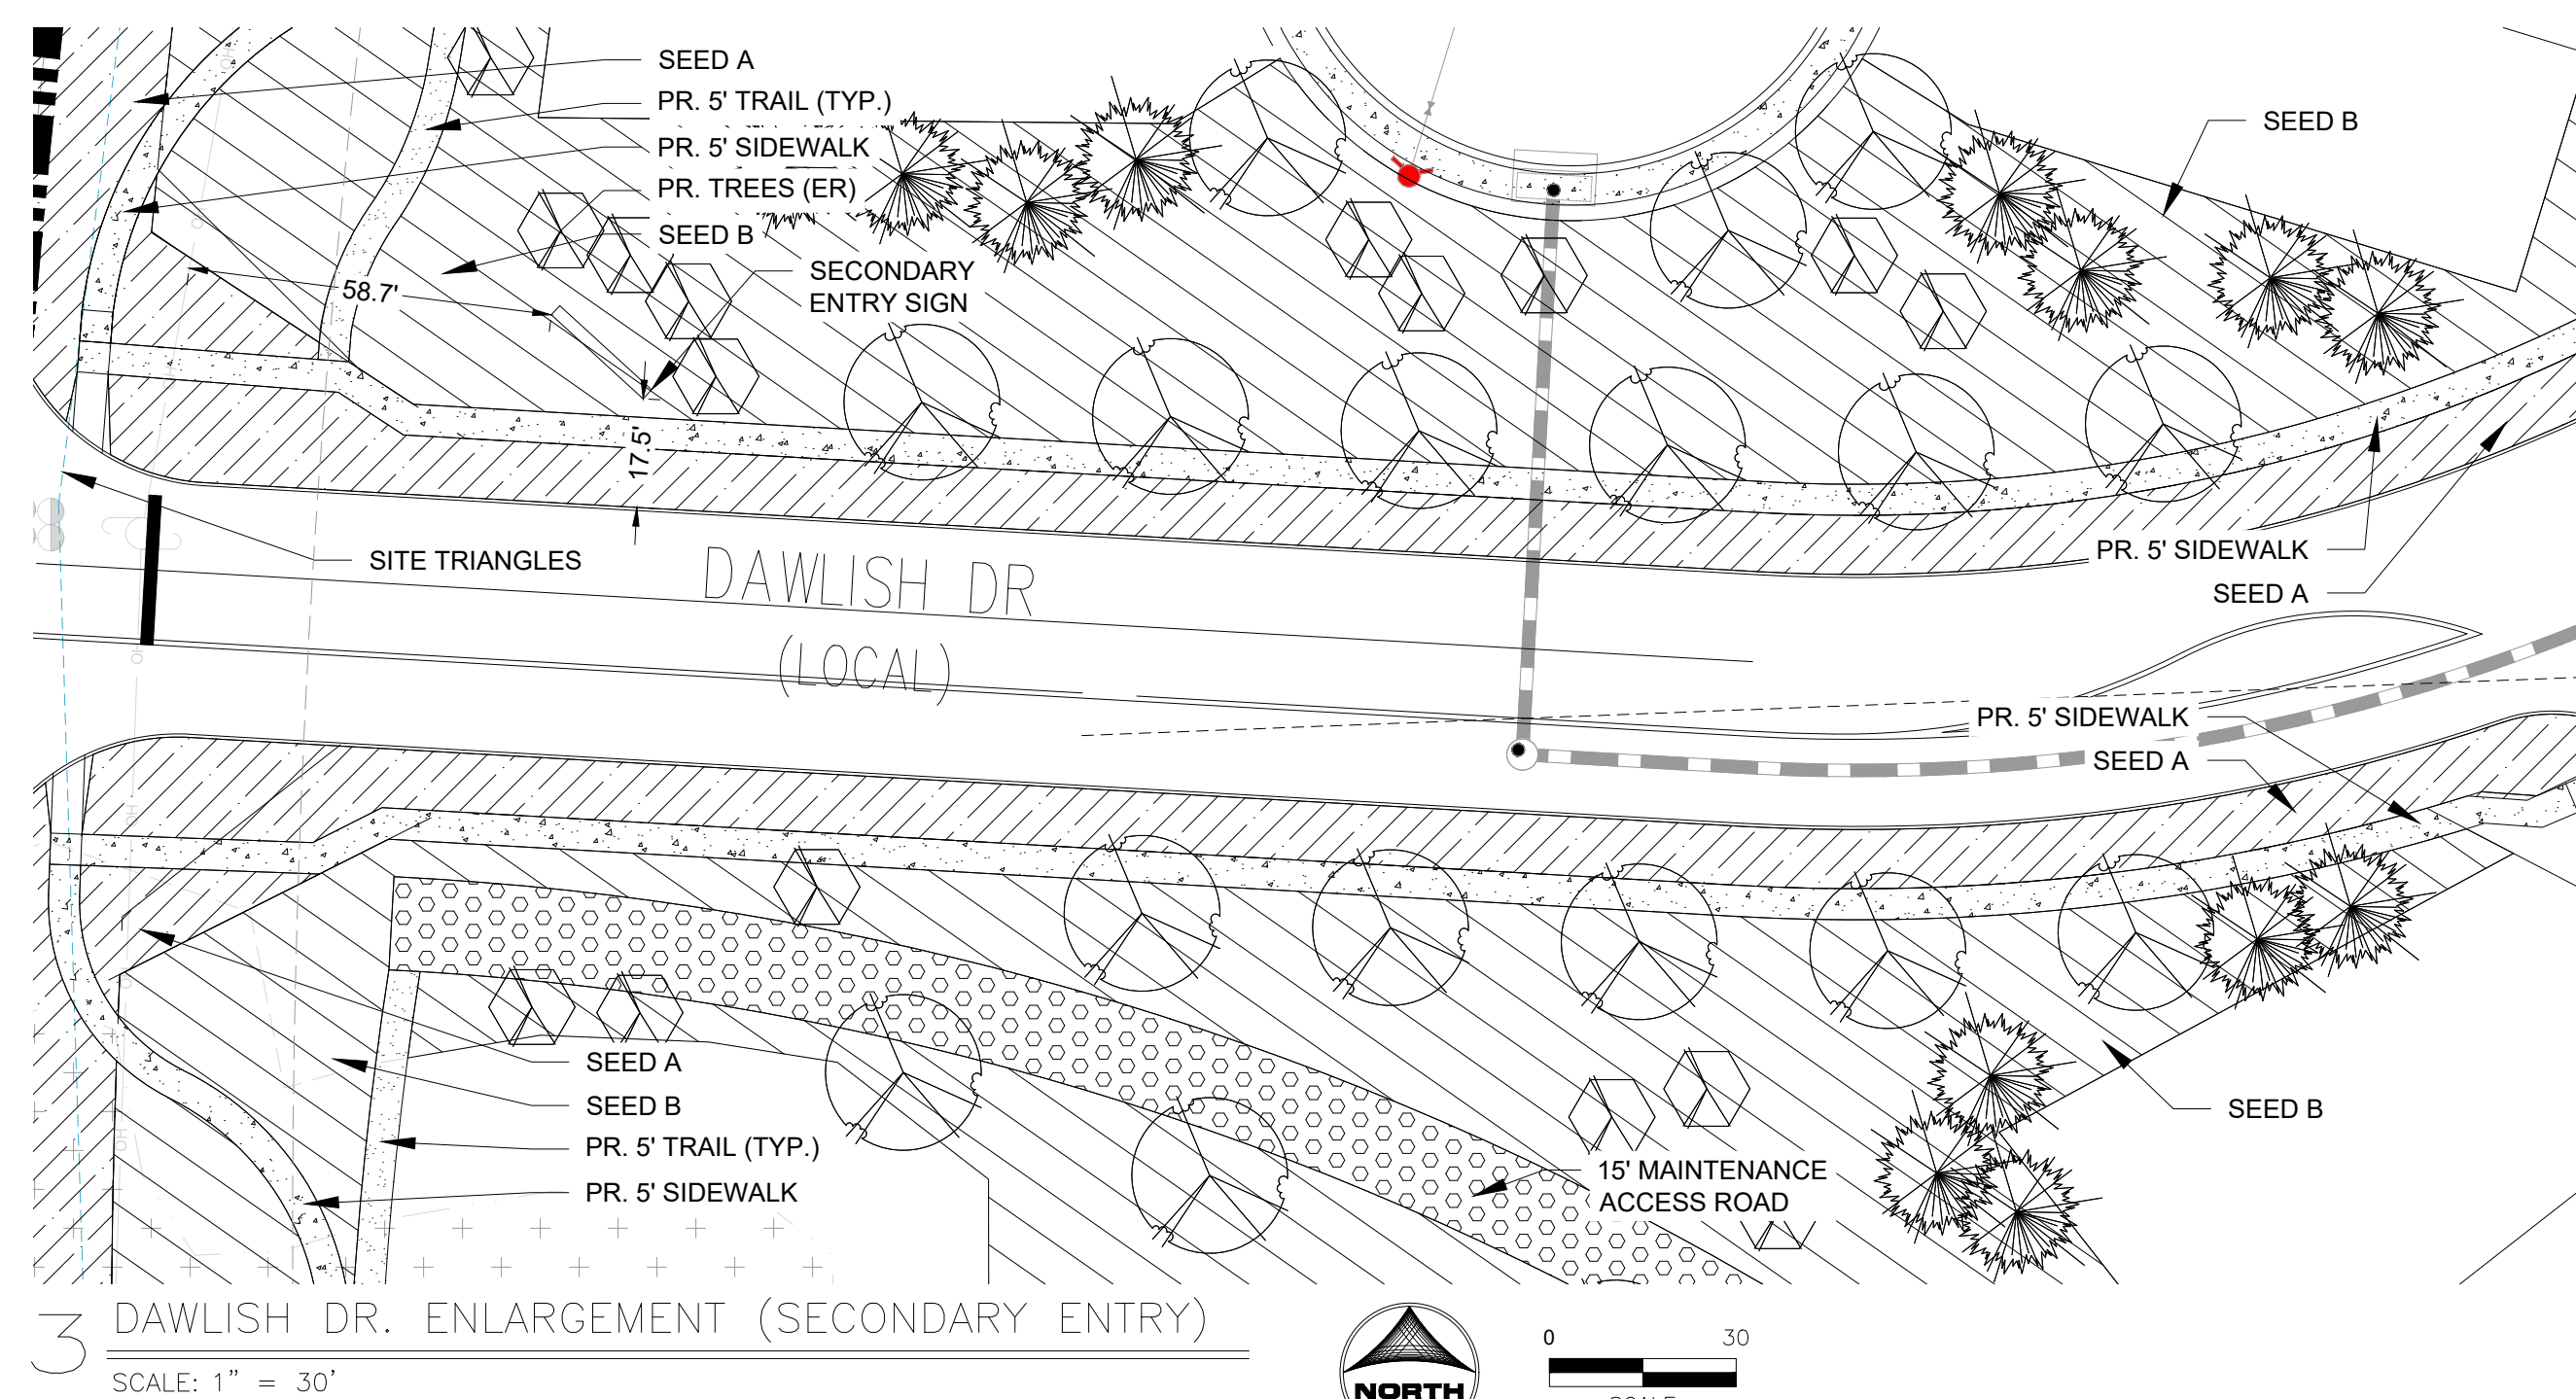 SEED A
PR. 5' TRAIL (TYP.)
PR. 5' SIDEWALK
PR. TREES (ER)
SEED B
SECONDARY
ENTRY SIGN
58.7'
17.5'
SEED B
SITE TRIANGLES
DAWLISH DR
(LOCAL)
PR. 5' SIDEWALK
SEED A
PR. 5' SIDEWALK
SEED A
SEED A
SEED B
PR. 5' TRAIL (TYP.)
PR. 5' SIDEWALK
SEED B
15' MAINTENANCE
ACCESS ROAD
3 DAWLISH DR. ENLARGEMENT (SECONDARY ENTRY)
SCALE: 1" = 30'
NORTH
0 30